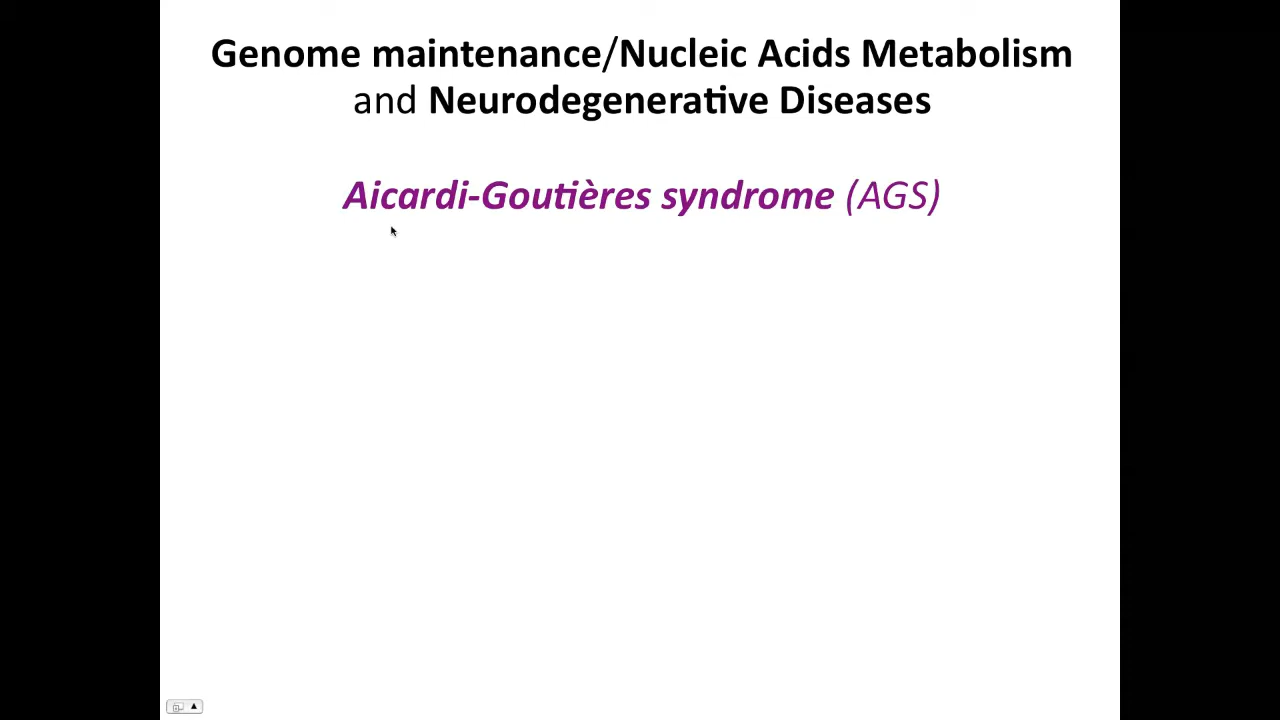 Genome maintenance/Nucleic Acids Metabolism
and Neurodegenerative Diseases
Aicardi-Goutières syndrome (AGS)